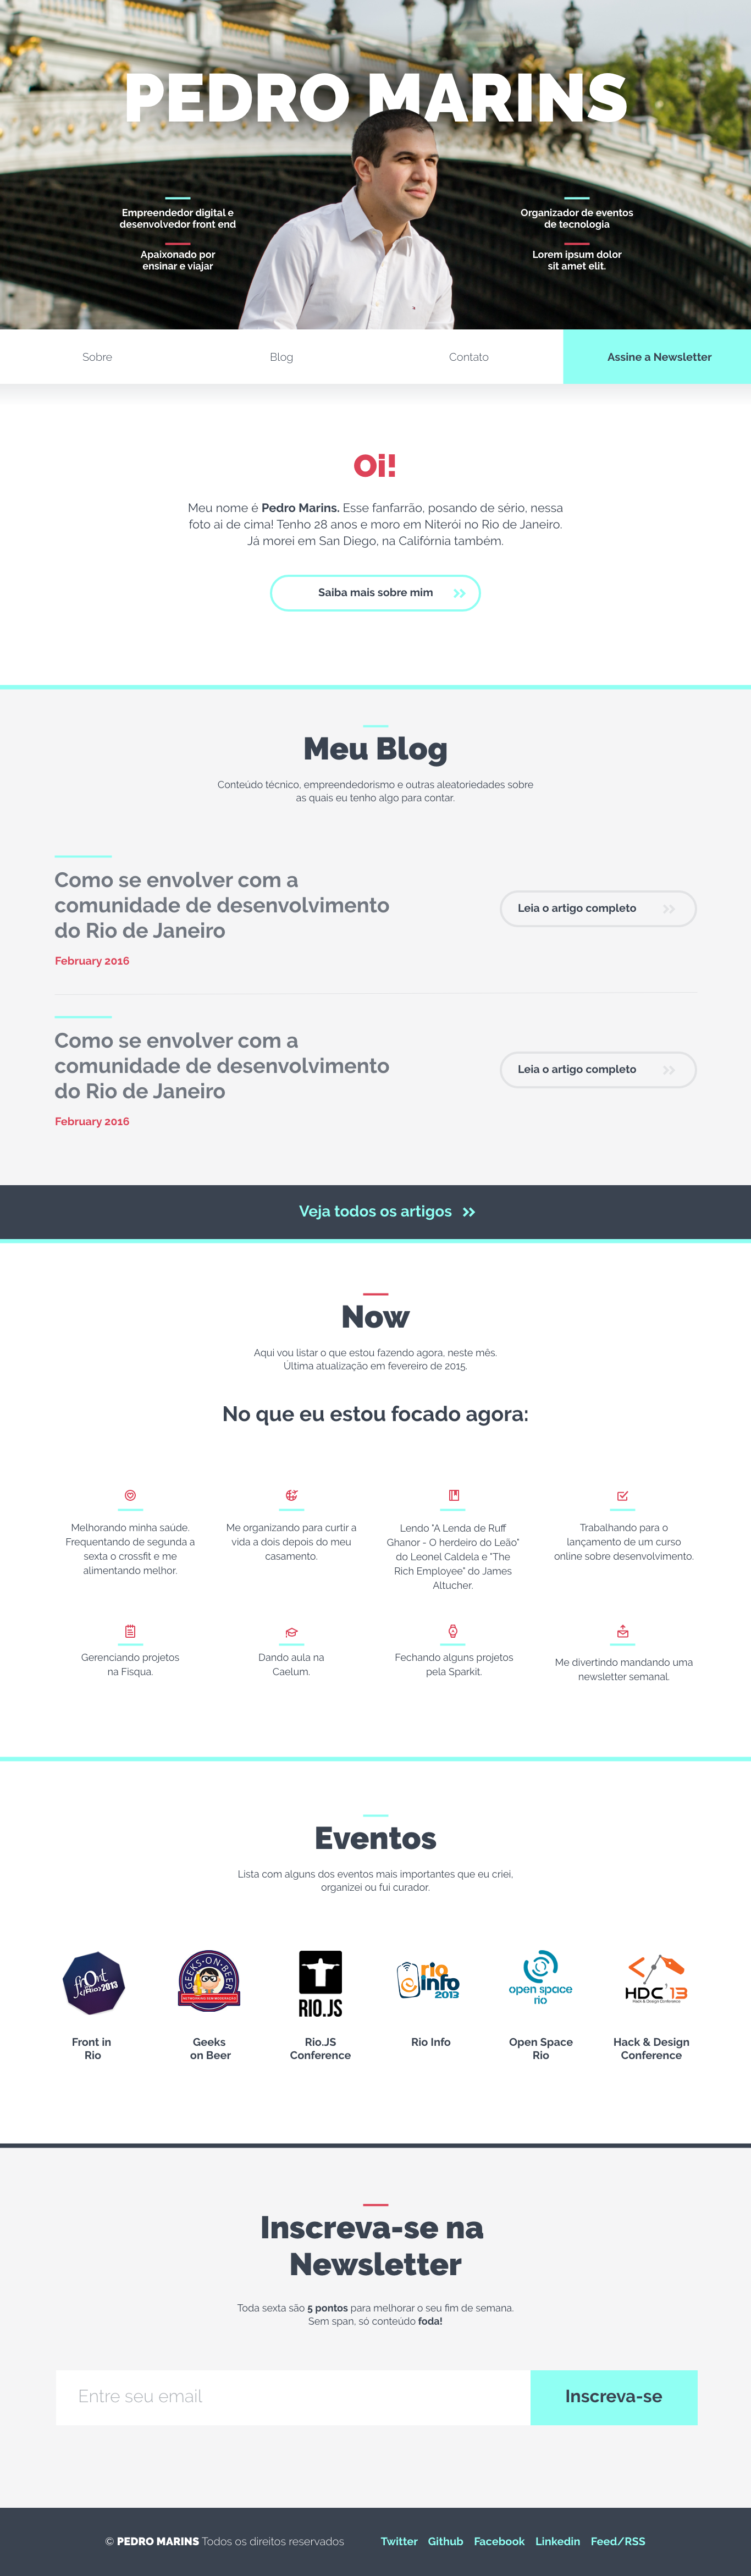 PEDRO MARINS
Empreendedor digital e
desenvolvedor front end
Apaixonado por
ensinar e viajar
Organizador de eventos
de tecnologia
Lorem ipsum dolor
sit amet elit.
Sobre
Blog
Contato
Assine a Newsletter
Oi!
Meu nome é Pedro Marins. Esse fanfarrão, posando de sério, nessa
foto ai de cima! Tenho 28 anos e moro em Niterói no Rio de Janeiro.
Já morei em San Diego, na Califórnia também.
Saiba mais sobre mim
Meu Blog
Conteúdo técnico, empreendedorismo e outras aleatoriedades sobre
as quais eu tenho algo para contar.
Como se envolver com a
comunidade de desenvolvimento
do Rio de Janeiro
February 2016
Leia o artigo completo
Como se envolver com a
comunidade de desenvolvimento
do Rio de Janeiro
February 2016
Leia o artigo completo
Veja todos os artigos
Now
Aqui vou listar o que estou fazendo agora, neste mês.
Última atualização em fevereiro de 2015.
No que eu estou focado agora:
Melhorando minha saúde.
Frequentando de segunda a
sexta o crossfit e me
alimentando melhor.
Me organizando para curtir a
vida a dois depois do meu
casamento.
Lendo "A Lenda de Ruff
Ghanor - O herdeiro do Leão"
do Leonel Caldela e "The
Rich Employee" do James
Altucher.
Trabalhando para o
lançamento de um curso
online sobre desenvolvimento.
Gerenciando projetos
na Fisqua.
Dando aula na
Caelum.
Fechando alguns projetos
pela Sparkit.
Me divertindo mandando uma
newsletter semanal.
Eventos
Lista com alguns dos eventos mais importantes que eu criei,
organizei ou fui curador.
frOnt
in Rio 2013
GEEKS·ON·BEER
RIO.JS
rio
info
2013
open space
rio
HDC'13
Hack & Design Conference
Front in
Rio
Geeks
on Beer
Rio.JS
Conference
Rio Info
Open Space
Rio
Hack & Design
Conference
Inscreva-se na
Newsletter
Toda sexta são 5 pontos para melhorar o seu fim de semana.
Sem span, só conteúdo foda!
Entre seu email
Inscreva-se
© PEDRO MARINS Todos os direitos reservados
Twitter Github Facebook Linkedin Feed/RSS